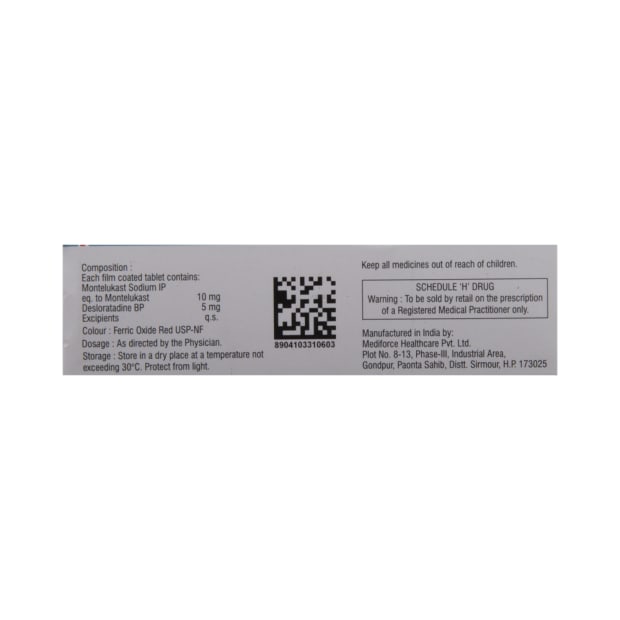 Composition :
Each film coated tablet contains:
Montelukast Sodium IP
eq. to Montelukast 10 mg
Desloratadine BP 5 mg
Excipients q.s.
Colour : Ferric Oxide Red USP-NF
Dosage : As directed by the Physician.
Storage : Store in a dry place at a temperature not
exceeding 30°C. Protect from light.
8904103310603
Keep all medicines out of reach of children.
SCHEDULE 'H' DRUG
Warning : To be sold by retail on the prescription
of a Registered Medical Practitioner only.
Manufactured in India by:
Mediforce Healthcare Pvt. Ltd.
Plot No. 8-13, Phase-III, Industrial Area,
Gondpur, Paonta Sahib, Distt. Sirmour, H.P. 173025